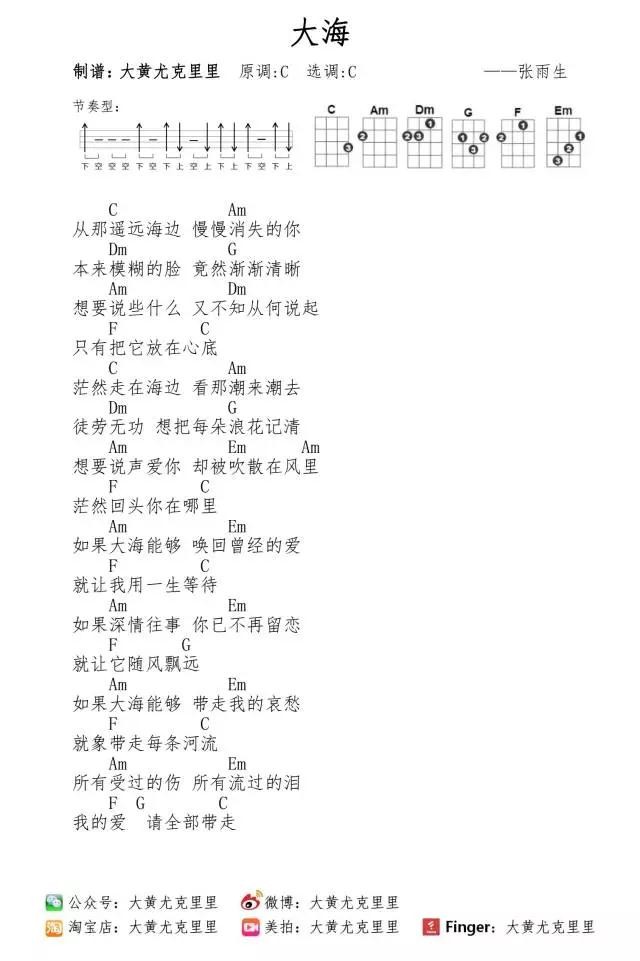 大海
制谱：大黄尤克里里 原调:C 选调:C ——张雨生
节奏型：
C Am Dm G F Em
2 3 2 2 3 1 1 2 3 2 1 1 2 3
下 空 空 空 下 空 下 上 空 上 下 上 下 空 下 上
C Am
从那遥远海边 慢慢消失的你
Dm G
本来模糊的脸 竟然渐渐清晰
Am Dm
想要说些什么 又不知从何说起
F C
只有把它放在心底
C Am
茫然走在海边 看那潮来潮去
Dm G
徒劳无功 想把每朵浪花记清
Am Em Am
想要说声爱你 却被吹散在风里
F C
茫然回头你在哪里
Am Em
如果大海能够 唤回曾经的爱
F C
就让我用一生等待
Am Em
如果深情往事 你已不再留恋
F G
就让它随风飘远
Am Em
如果大海能够 带走我的哀愁
F C
就象带走每条河流
Am Em
所有受过的伤 所有流过的泪
F G C
我的爱 请全部带走
公众号：大黄尤克里里 微博：大黄尤克里里
淘宝店：大黄尤克里里 美拍：大黄尤克里里 Finger：大黄尤克里里